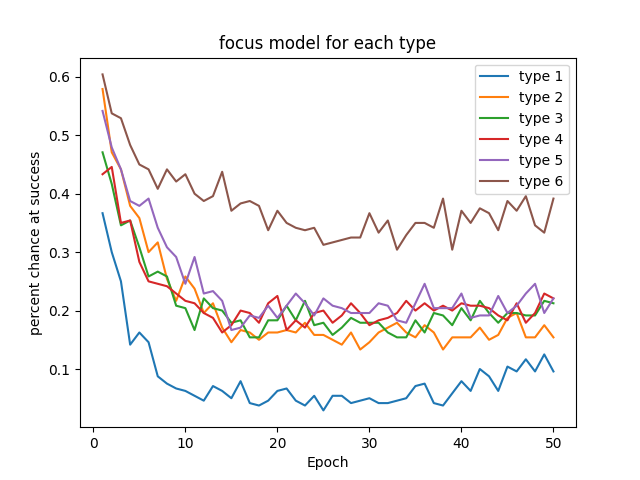 focus model for each type
type 1
type 2
type 3
type 4
type 5
type 6
percent chance at success
0.6
0.5
0.4
0.3
0.2
0.1
0 10 20 30 40 50
Epoch